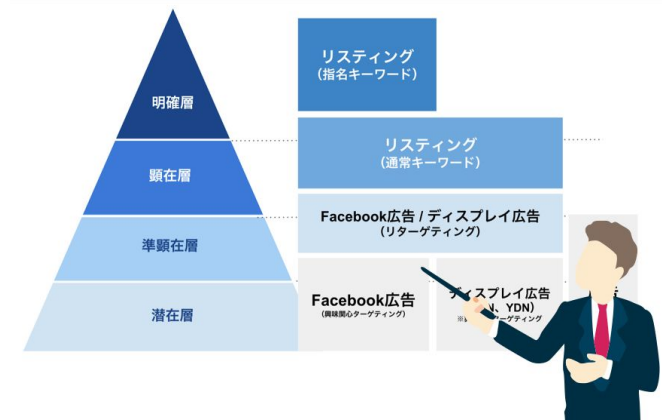 明確層
顕在層
準顕在層
潜在層
リスティング
（指名キーワード）
リスティング
（通常キーワード）
Facebook広告 / ディスプレイ広告
（リターゲティング）
Facebook広告
（興味関心ターゲティング）
ディスプレイ広告
N、YDN）
ーゲティング